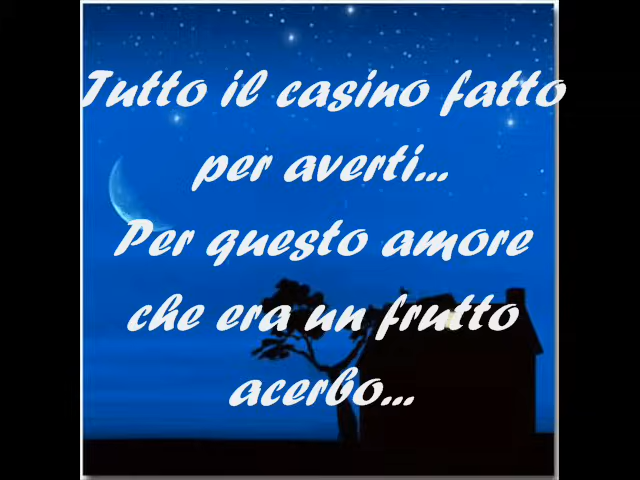 Tutto il casino fatto
per averti...
Per questo amore
che era un frutto
acerbo...